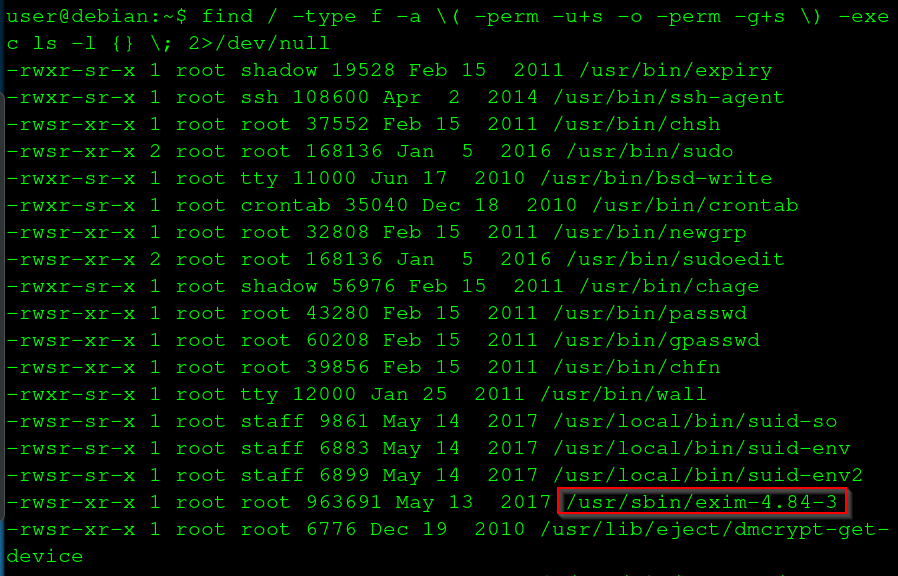 user@debian:~$ find / -type f -a \( -perm -u+s -o -perm -g+s \) -exe
c ls -l {} \; 2>/dev/null
-rwxr-sr-x 1 root shadow 19528 Feb 15  2011 /usr/bin/expiry
-rwxr-sr-x 1 root ssh 108600 Apr  2  2014 /usr/bin/ssh-agent
-rwsr-xr-x 1 root root 37552 Feb 15  2011 /usr/bin/chsh
-rwsr-xr-x 2 root root 168136 Jan  5  2016 /usr/bin/sudo
-rwxr-sr-x 1 root tty 11000 Jun 17  2010 /usr/bin/bsd-write
-rwxr-sr-x 1 root crontab 35040 Dec 18  2010 /usr/bin/crontab
-rwsr-xr-x 1 root root 32808 Feb 15  2011 /usr/bin/newgrp
-rwsr-xr-x 2 root root 168136 Jan  5  2016 /usr/bin/sudoedit
-rwxr-sr-x 1 root shadow 56976 Feb 15  2011 /usr/bin/chage
-rwsr-xr-x 1 root root 43280 Feb 15  2011 /usr/bin/passwd
-rwsr-xr-x 1 root root 60208 Feb 15  2011 /usr/bin/gpasswd
-rwsr-xr-x 1 root root 39856 Feb 15  2011 /usr/bin/chfn
-rwxr-sr-x 1 root tty 12000 Jan 25  2011 /usr/bin/wall
-rwsr-sr-x 1 root staff 9861 May 14  2017 /usr/local/bin/suid-so
-rwsr-sr-x 1 root staff 6883 May 14  2017 /usr/local/bin/suid-env
-rwsr-sr-x 1 root staff 6899 May 14  2017 /usr/local/bin/suid-env2
-rwsr-xr-x 1 root root 963691 May 13  2017 /usr/sbin/exim-4.84-3
-rwsr-xr-x 1 root root 6776 Dec 19  2010 /usr/lib/eject/dmcrypt-get-
device